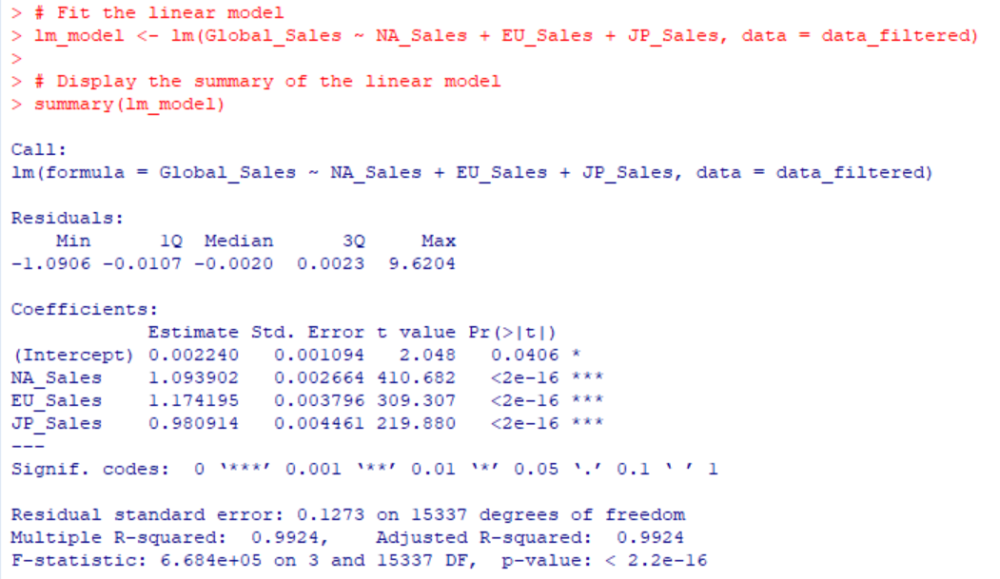 > # Fit the linear model
> lm_model <- lm(Global_Sales ~ NA_Sales + EU_Sales + JP_Sales, data = data_filtered)
>
> # Display the summary of the linear model
> summary(lm_model)

Call:
lm(formula = Global_Sales ~ NA_Sales + EU_Sales + JP_Sales, data = data_filtered)

Residuals:
    Min      1Q  Median      3Q     Max
-1.0906 -0.0107 -0.0020  0.0023  9.6204

Coefficients:
            Estimate Std. Error t value Pr(>|t|)
(Intercept) 0.002240   0.001094   2.048   0.0406 *
NA_Sales    1.093902   0.002664 410.682   <2e-16 ***
EU_Sales    1.174195   0.003796 309.307   <2e-16 ***
JP_Sales    0.980914   0.004461 219.880   <2e-16 ***
---
Signif. codes:  0 ‘***’ 0.001 ‘**’ 0.01 ‘*’ 0.05 ‘.’ 0.1 ‘ ’ 1

Residual standard error: 0.1273 on 15337 degrees of freedom
Multiple R-squared:  0.9924,    Adjusted R-squared:  0.9924
F-statistic: 6.684e+05 on 3 and 15337 DF,  p-value: < 2.2e-16